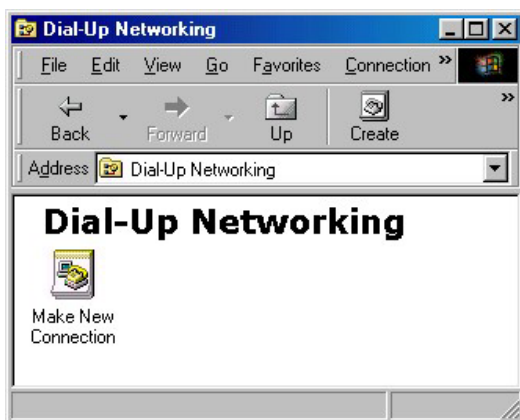 Dial-Up Networking
File Edit View Go Favorites Connection »
Back Forward Up Create »
Address Dial-Up Networking
Dial-Up Networking
Make New
Connection